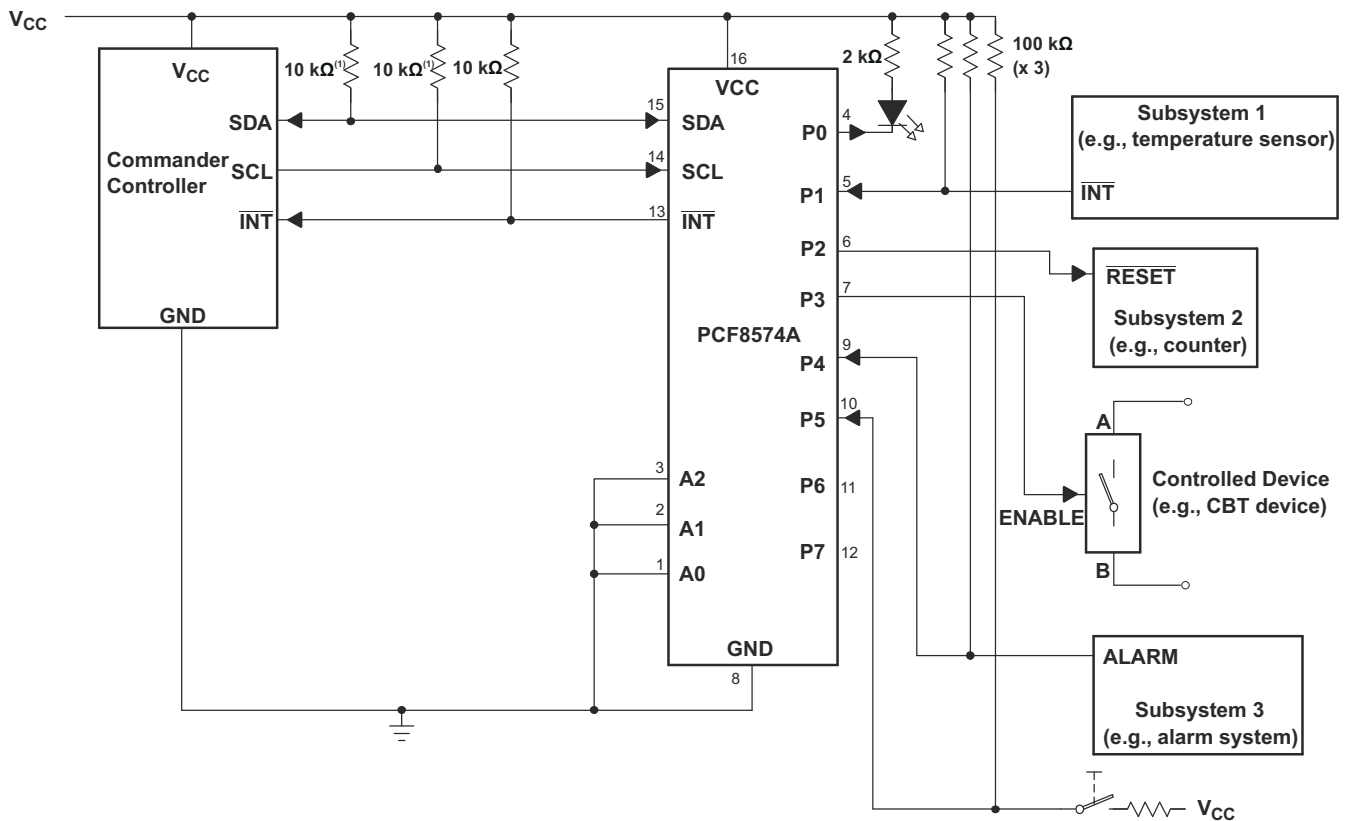 V_CC
V_CC
SDA
Commander
Controller
SCL
INT
GND
10 kΩ(1)
10 kΩ(1)
10 kΩ
16
VCC
15
SDA
14
SCL
13
INT
PCF8574A
3
A2
2
A1
1
A0
GND
8
P0
4
P1
5
P2
6
P3
7
P4
9
P5
10
P6
11
P7
12
2 kΩ
100 kΩ
(x 3)
Subsystem 1
(e.g., temperature sensor)
INT
RESET
Subsystem 2
(e.g., counter)
A
Controlled Device
(e.g., CBT device)
ENABLE
B
ALARM
Subsystem 3
(e.g., alarm system)
V_CC